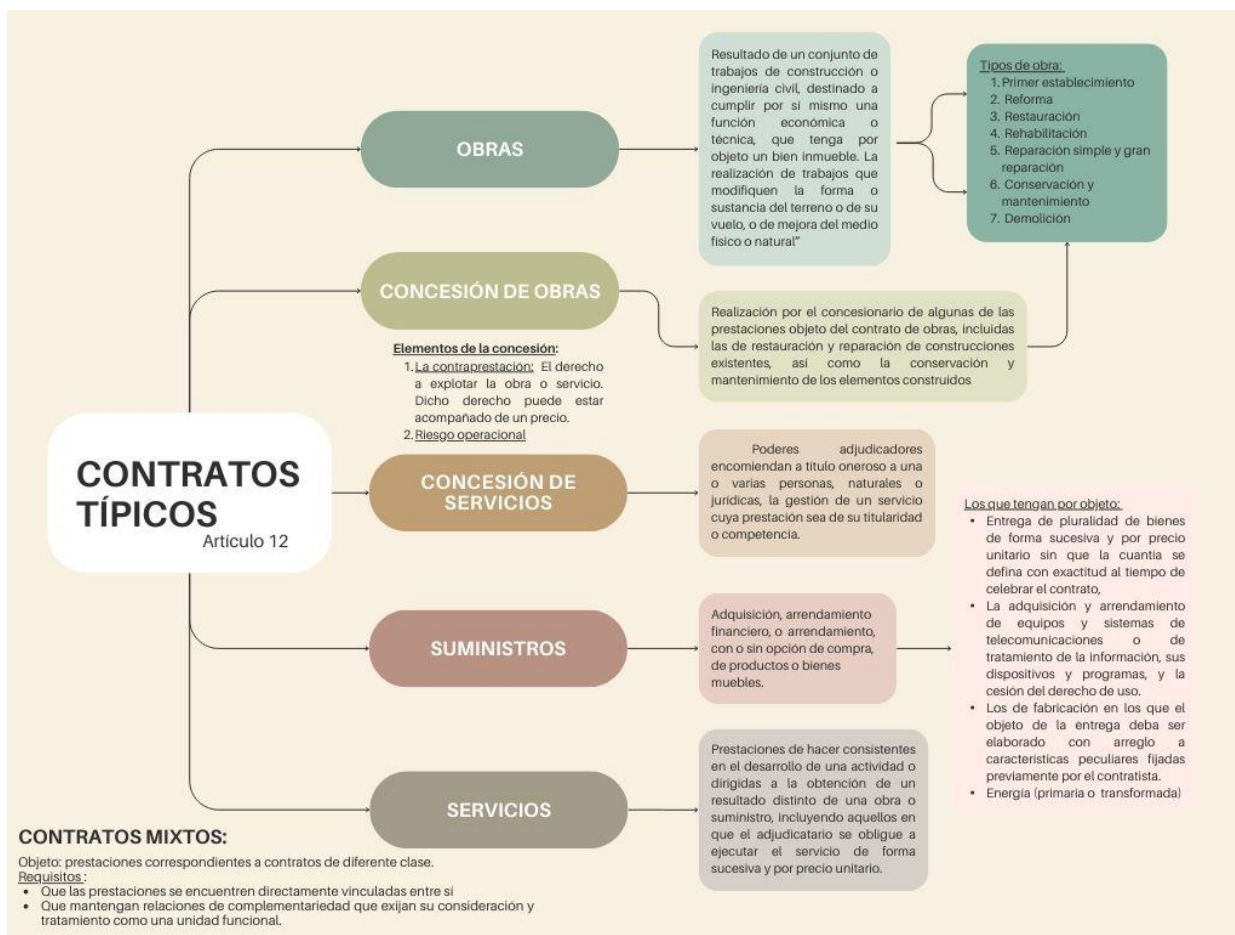 CONTRATOS
TÍPICOS
Artículo 12
OBRAS
Resultado de un conjunto de
trabajos de construcción o
ingeniería civil, destinado a
cumplir por si mismo una
función económica o
técnica, que tenga por
objeto un bien inmueble. La
realización de trabajos que
modifiquen la forma o
sustancia del terreno o de su
vuelo, o de mejora del medio
físico o natural"
Tipos de obra:
1. Primer establecimiento
2. Reforma
3. Restauración
4. Rehabilitación
5. Reparación simple y gran
reparación
6. Conservación y
mantenimiento
7. Demolición
CONCESIÓN DE OBRAS
Realización por el concesionario de algunas de las
prestaciones objeto del contrato de obras, incluidas
las de restauración y reparación de construcciones
existentes, así como la conservación y
mantenimiento de los elementos construidos
Elementos de la concesión:
1. La contraprestación: El derecho
a explotar la obra o servicio.
Dicho derecho puede estar
acompañado de un precio.
2. Riesgo operacional
CONCESIÓN DE
SERVICIOS
Poderes adjudicadores
encomiendan a título oneroso a una
o varias personas, naturales o
jurídicas, la gestión de un servicio
cuya prestación sea de su titularidad
o competencia.
SUMINISTROS
Adquisición, arrendamiento
financiero, o arrendamiento,
con o sin opción de compra,
de productos o bienes
muebles.
Los que tengan por objeto:
• Entrega de pluralidad de bienes
de forma sucesiva y por precio
unitario sin que la cuantia se
defina con exactitud al tiempo de
celebrar el contrato,
• La adquisición y arrendamiento
de equipos y sistemas de
telecomunicaciones o de
tratamiento de la información, sus
dispositivos y programas, y la
cesión del derecho de uso.
• Los de fabricación en los que el
objeto de la entrega deba ser
elaborado con arreglo a
características peculiares fijadas
previamente por el contratista.
• Energía (primaria o transformada)
SERVICIOS
Prestaciones de hacer consistentes
en el desarrollo de una actividad o
dirigidas a la obtención de un
resultado distinto de una obra o
suministro, incluyendo aquellos en
que el adjudicatario se obligue a
ejecutar el servicio de forma
sucesiva y por precio unitario.
CONTRATOS MIXTOS:
Objeto: prestaciones correspondientes a contratos de diferente clase.
Requisitos :
• Que las prestaciones se encuentren directamente vinculadas entre sí
• Que mantengan relaciones de complementariedad que exijan su consideración y
tratamiento como una unidad funcional.